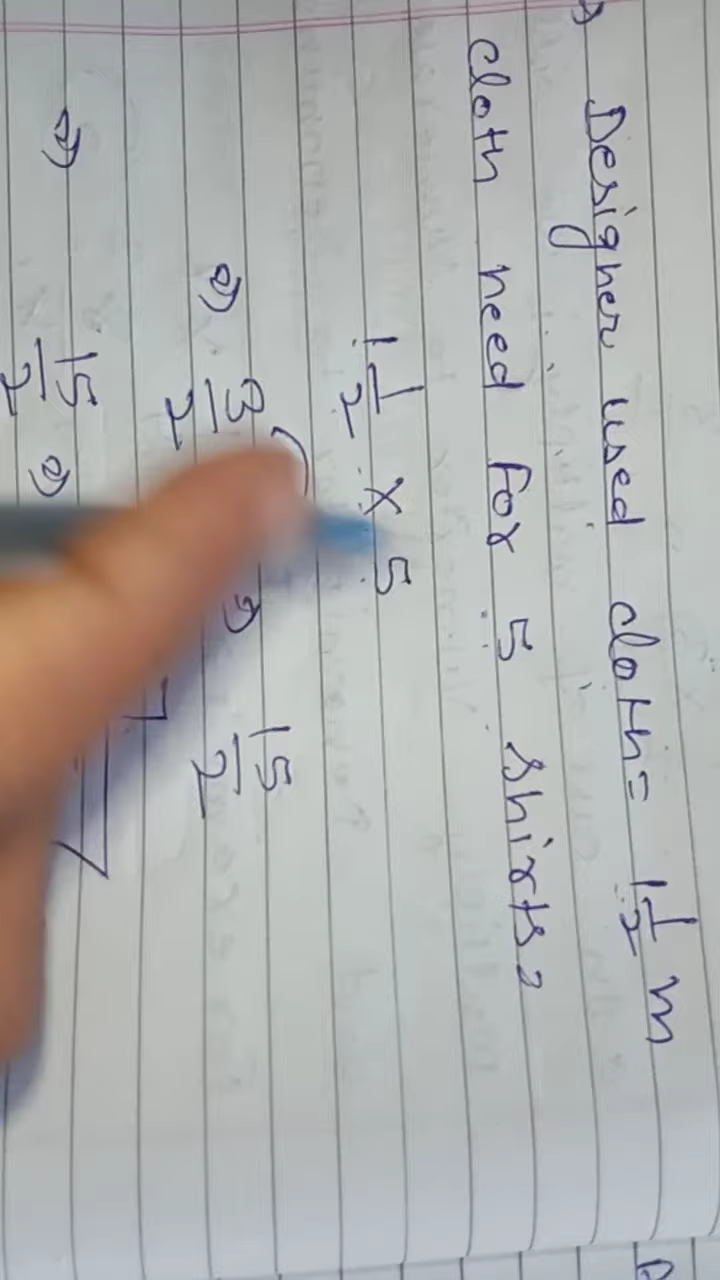 Designer used cloth = 1 1/2 m
cloth need for 5 shirts
1 1/2 × 5
⇒ 3/2 ⇒ 15/2
⇒ 15/2 ⇒